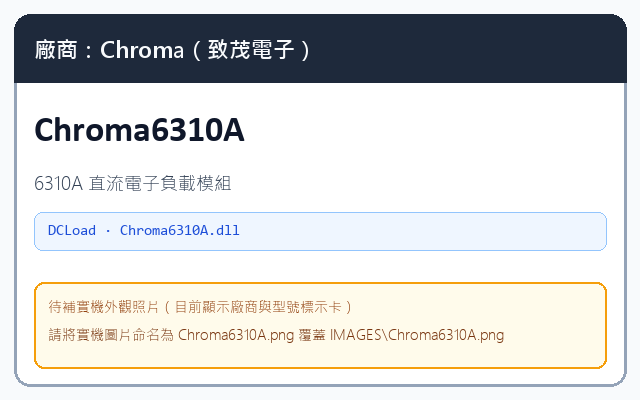 廠商：Chroma（致茂電子）
Chroma6310A
6310A 直流電子負載模組
DCLoad · Chroma6310A.dll
待補實機外觀照片（目前顯示廠商與型號標示卡）
請將實機圖片命名為 Chroma6310A.png 覆蓋 IMAGES\Chroma6310A.png